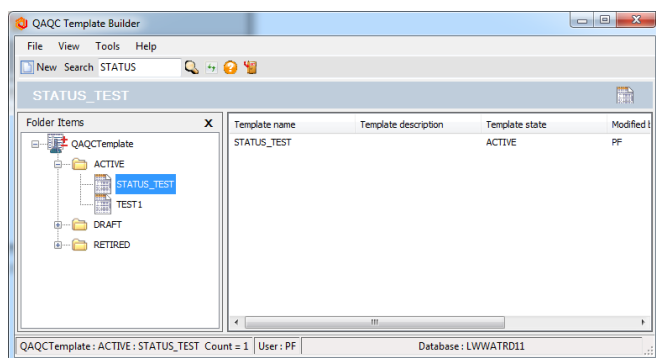 QAQC Template Builder
File View Tools Help
New Search STATUS
STATUS_TEST
Folder Items X
Template name Template description Template state Modified b
QAQCTemplate
STATUS_TEST ACTIVE PF
ACTIVE
STATUS_TEST
TEST1
DRAFT
RETIRED
QAQCTemplate : ACTIVE : STATUS_TEST Count = 1 User : PF Database : LWWATRD11